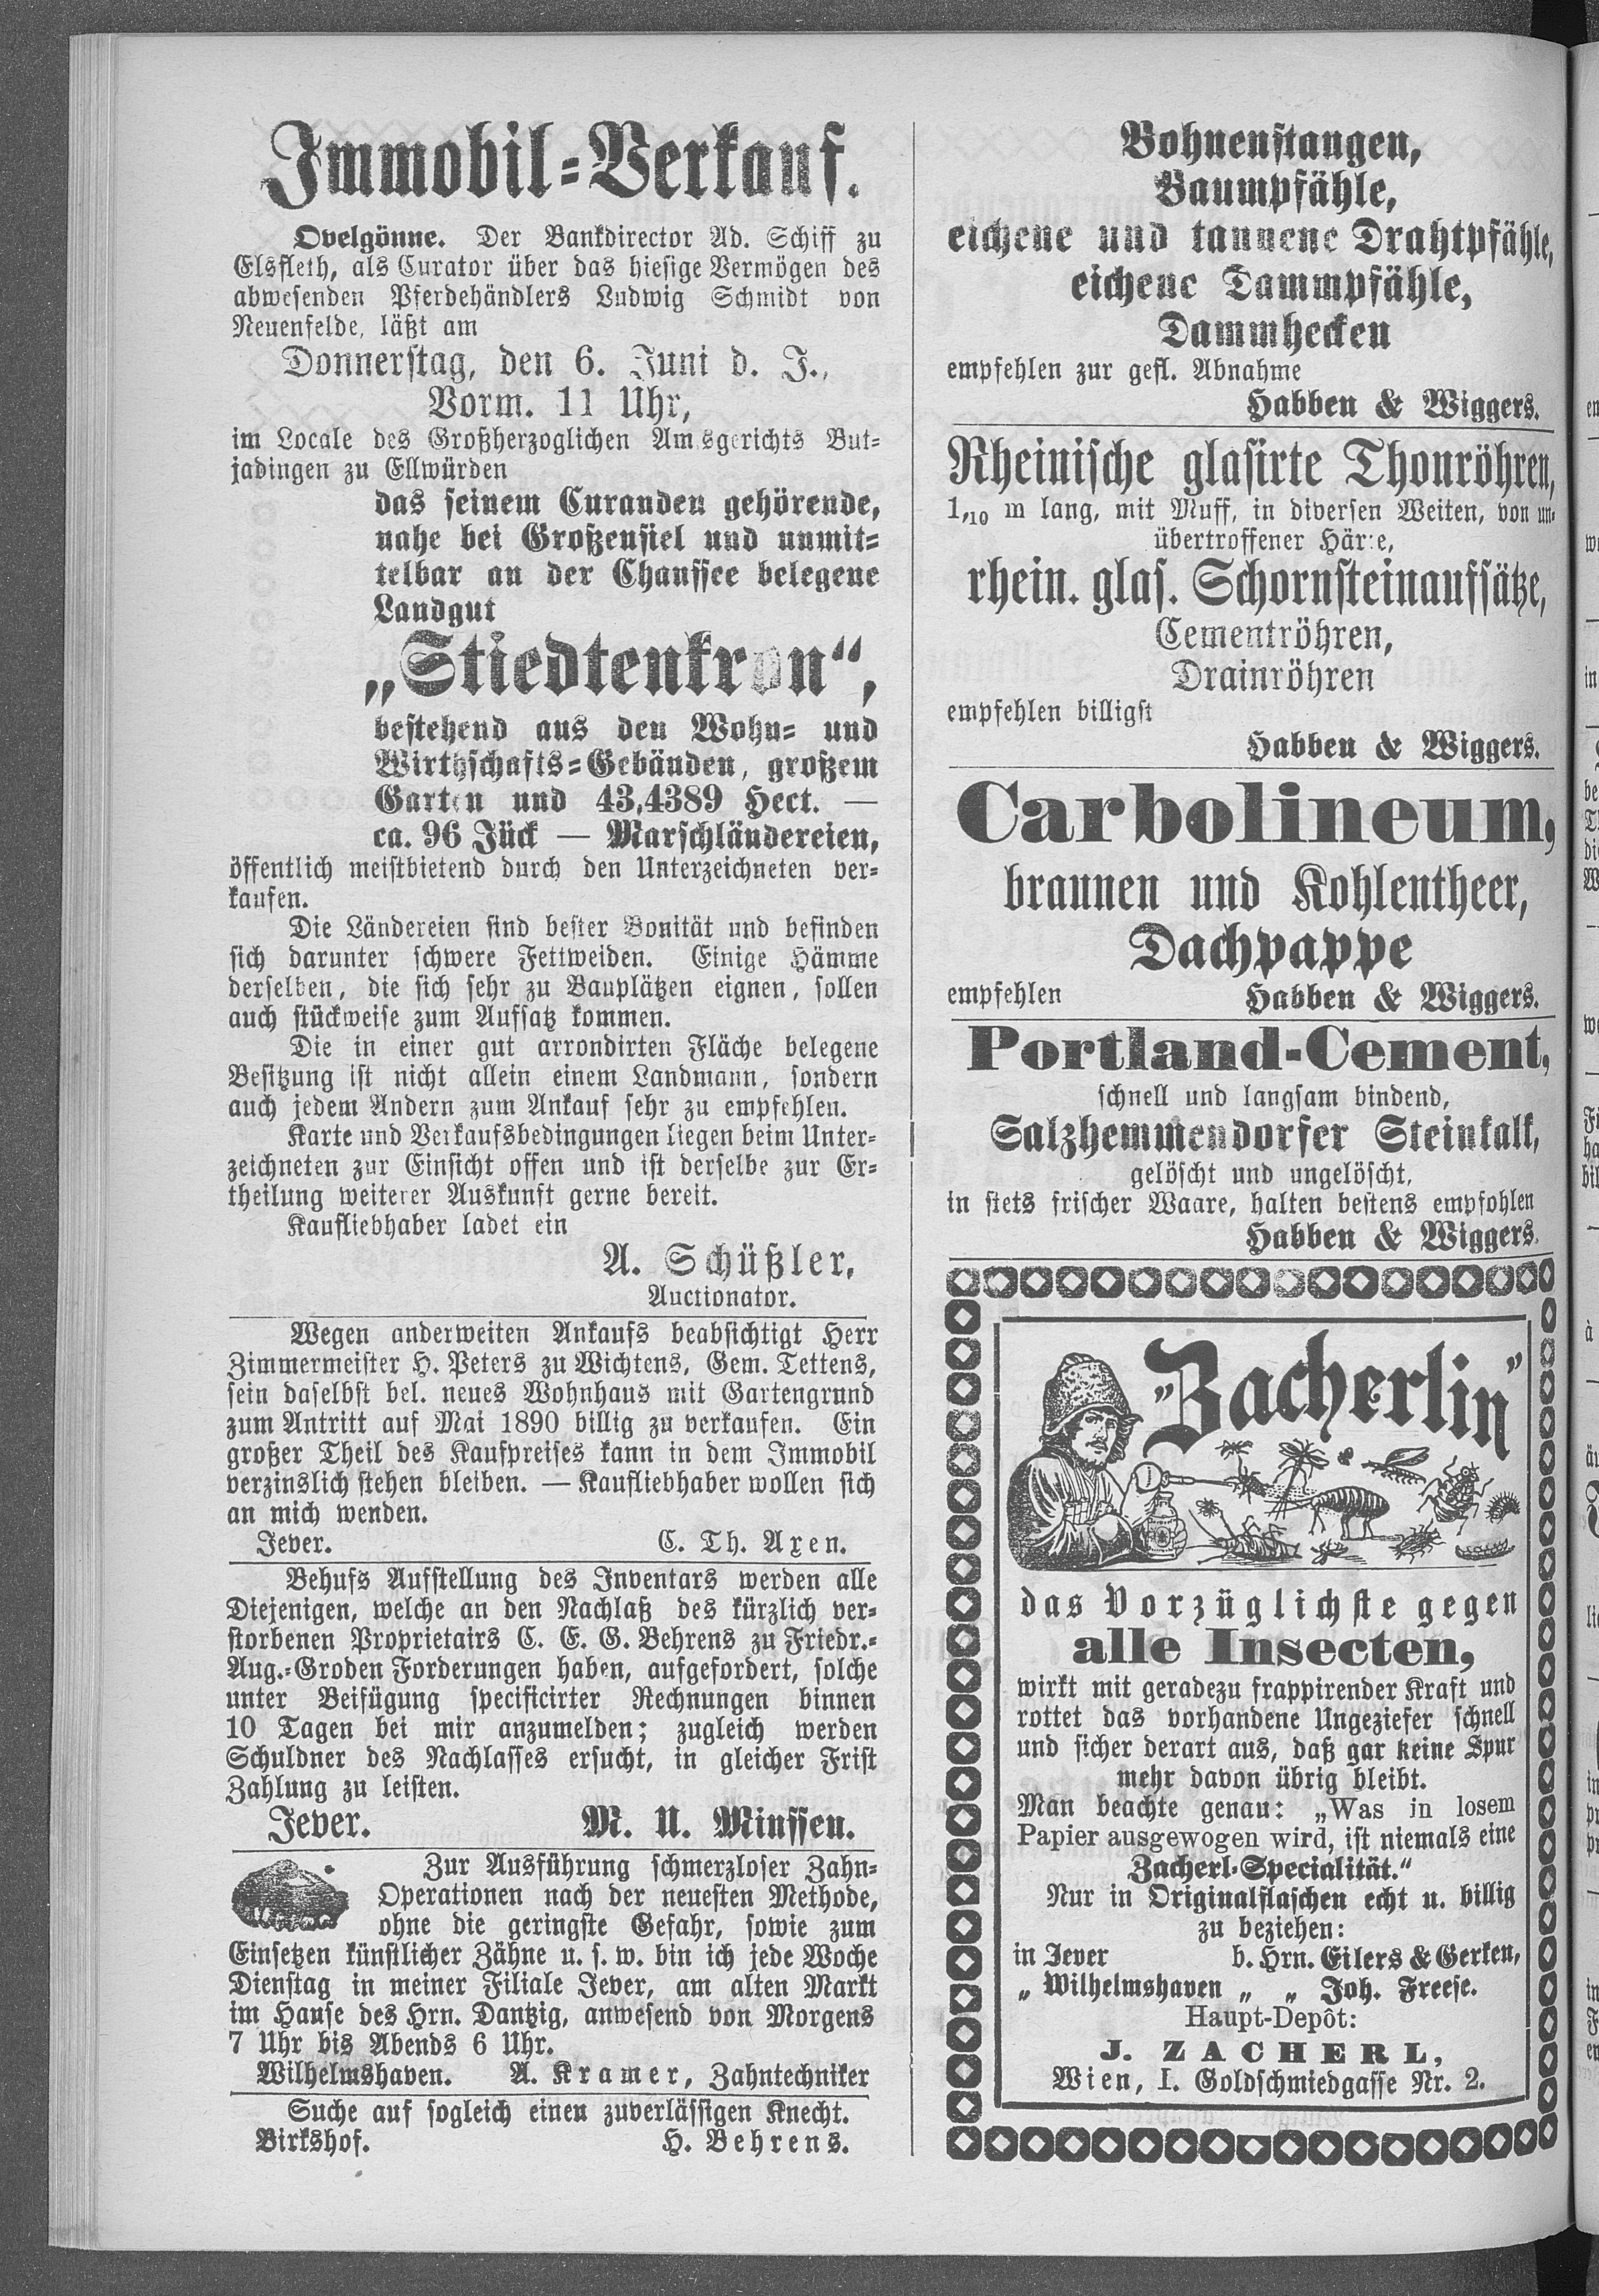 Immobil=Verkauf.
Ovelgönne. Der Bankdirector Ad. Schiff zu
Elsfleth, als Curator über das hiesige Vermögen des
abwesenden Pferdehändlers Ludwig Schmidt von
Neuenfelde, läßt am
Donnerstag, den 6. Juni d. J.,
Vorm. 11 Uhr,
im Locale des Großherzoglichen Amtsgerichts But=
jadingen zu Ellwürden
das seinem Curanden gehörende,
nahe bei Großensiel und unmit=
telbar an der Chaussee belegene
Landgut
„Stiedtenkron“,
bestehend aus den Wohn= und
Wirthschafts=Gebäuden, großem
Garten und 43,4389 Hect. —
ca. 96 Jück — Marschländereien,
öffentlich meistbietend durch den Unterzeichneten ver=
kaufen.
Die Ländereien sind bester Bonität und befinden
sich darunter schwere Fettweiden. Einige Hämme
derselben, die sich sehr zu Bauplätzen eignen, sollen
auch stückweise zum Aufsatz kommen.
Die in einer gut arrondirten Fläche belegene
Besitzung ist nicht allein einem Landmann, sondern
auch jedem Andern zum Ankauf sehr zu empfehlen.
Karte und Verkaufsbedingungen liegen beim Unter=
zeichneten zur Einsicht offen und ist derselbe zur Er=
theilung weiterer Auskunft gerne bereit.
Kaufliebhaber ladet ein
A. Schüßler,
Auctionator.
Wegen anderweiten Ankaufs beabsichtigt Herr
Zimmermeister H. Peters zu Wichtens, Gem. Tettens,
sein daselbst bel. neues Wohnhaus mit Gartengrund
zum Antritt auf Mai 1890 billig zu verkaufen. Ein
großer Theil des Kaufpreises kann in dem Immobil
verzinslich stehen bleiben. — Kaufliebhaber wollen sich
an mich wenden.
Jever. C. Th. Axen.
Behufs Aufstellung des Inventars werden alle
Diejenigen, welche an den Nachlaß des kürzlich ver=
storbenen Proprietairs C. E. G. Behrens zu Friedr.=
Aug.=Groden Forderungen haben, aufgefordert, solche
unter Beifügung specificirter Rechnungen binnen
10 Tagen bei mir anzumelden; zugleich werden
Schuldner des Nachlasses ersucht, in gleicher Frist
Zahlung zu leisten.
Jever. M. U. Minssen.
Zur Ausführung schmerzloser Zahn=
Operationen nach der neuesten Methode,
ohne die geringste Gefahr, sowie zum
Einsetzen künstlicher Zähne u. s. w. bin ich jede Woche
Dienstag in meiner Filiale Jever, am alten Markt
im Hause des Hrn. Dantzig, anwesend von Morgens
7 Uhr bis Abends 6 Uhr.
Wilhelmshaven. A. Kramer, Zahntechniker
Suche auf sogleich einen zuverlässigen Knecht.
Birkshof. H. Behrens.
Bohnenstangen,
Baumpfähle,
eichene und tannene Drahtpfähle,
eichene Dammpfähle,
Dammhecken
empfehlen zur gefl. Abnahme
Habben & Wiggers.
Rheinische glasirte Thonröhren,
1,10 m lang, mit Muff, in diversen Weiten, von un=
übertroffener Härte,
rhein. glas. Schornsteinaufsätze,
Cementröhren,
Drainröhren
empfehlen billigst
Habben & Wiggers.
Carbolineum,
braunen und Kohlentheer,
Dachpappe
empfehlen Habben & Wiggers.
Portland-Cement,
schnell und langsam bindend,
Salzhemmendorfer Steinkalk,
gelöscht und ungelöscht,
in stets frischer Waare, halten bestens empfohlen
Habben & Wiggers.
„Zacherlin“
das Vorzüglichste gegen
alle Insecten,
wirkt mit geradezu frappirender Kraft und
rottet das vorhandene Ungeziefer schnell
und sicher derart aus, daß gar keine Spur
mehr davon übrig bleibt.
Man beachte genau: „Was in losem
Papier ausgewogen wird, ist niemals eine
Zacherl-Specialität.“
Nur in Originalflaschen echt u. billig
zu beziehen:
in Jever b. Hrn. Eilers & Gerken,
„ Wilhelmshaven „ „ Joh. Freese.
Haupt-Depôt:
J. ZACHERL,
Wien, I. Goldschmiedgasse Nr. 2.